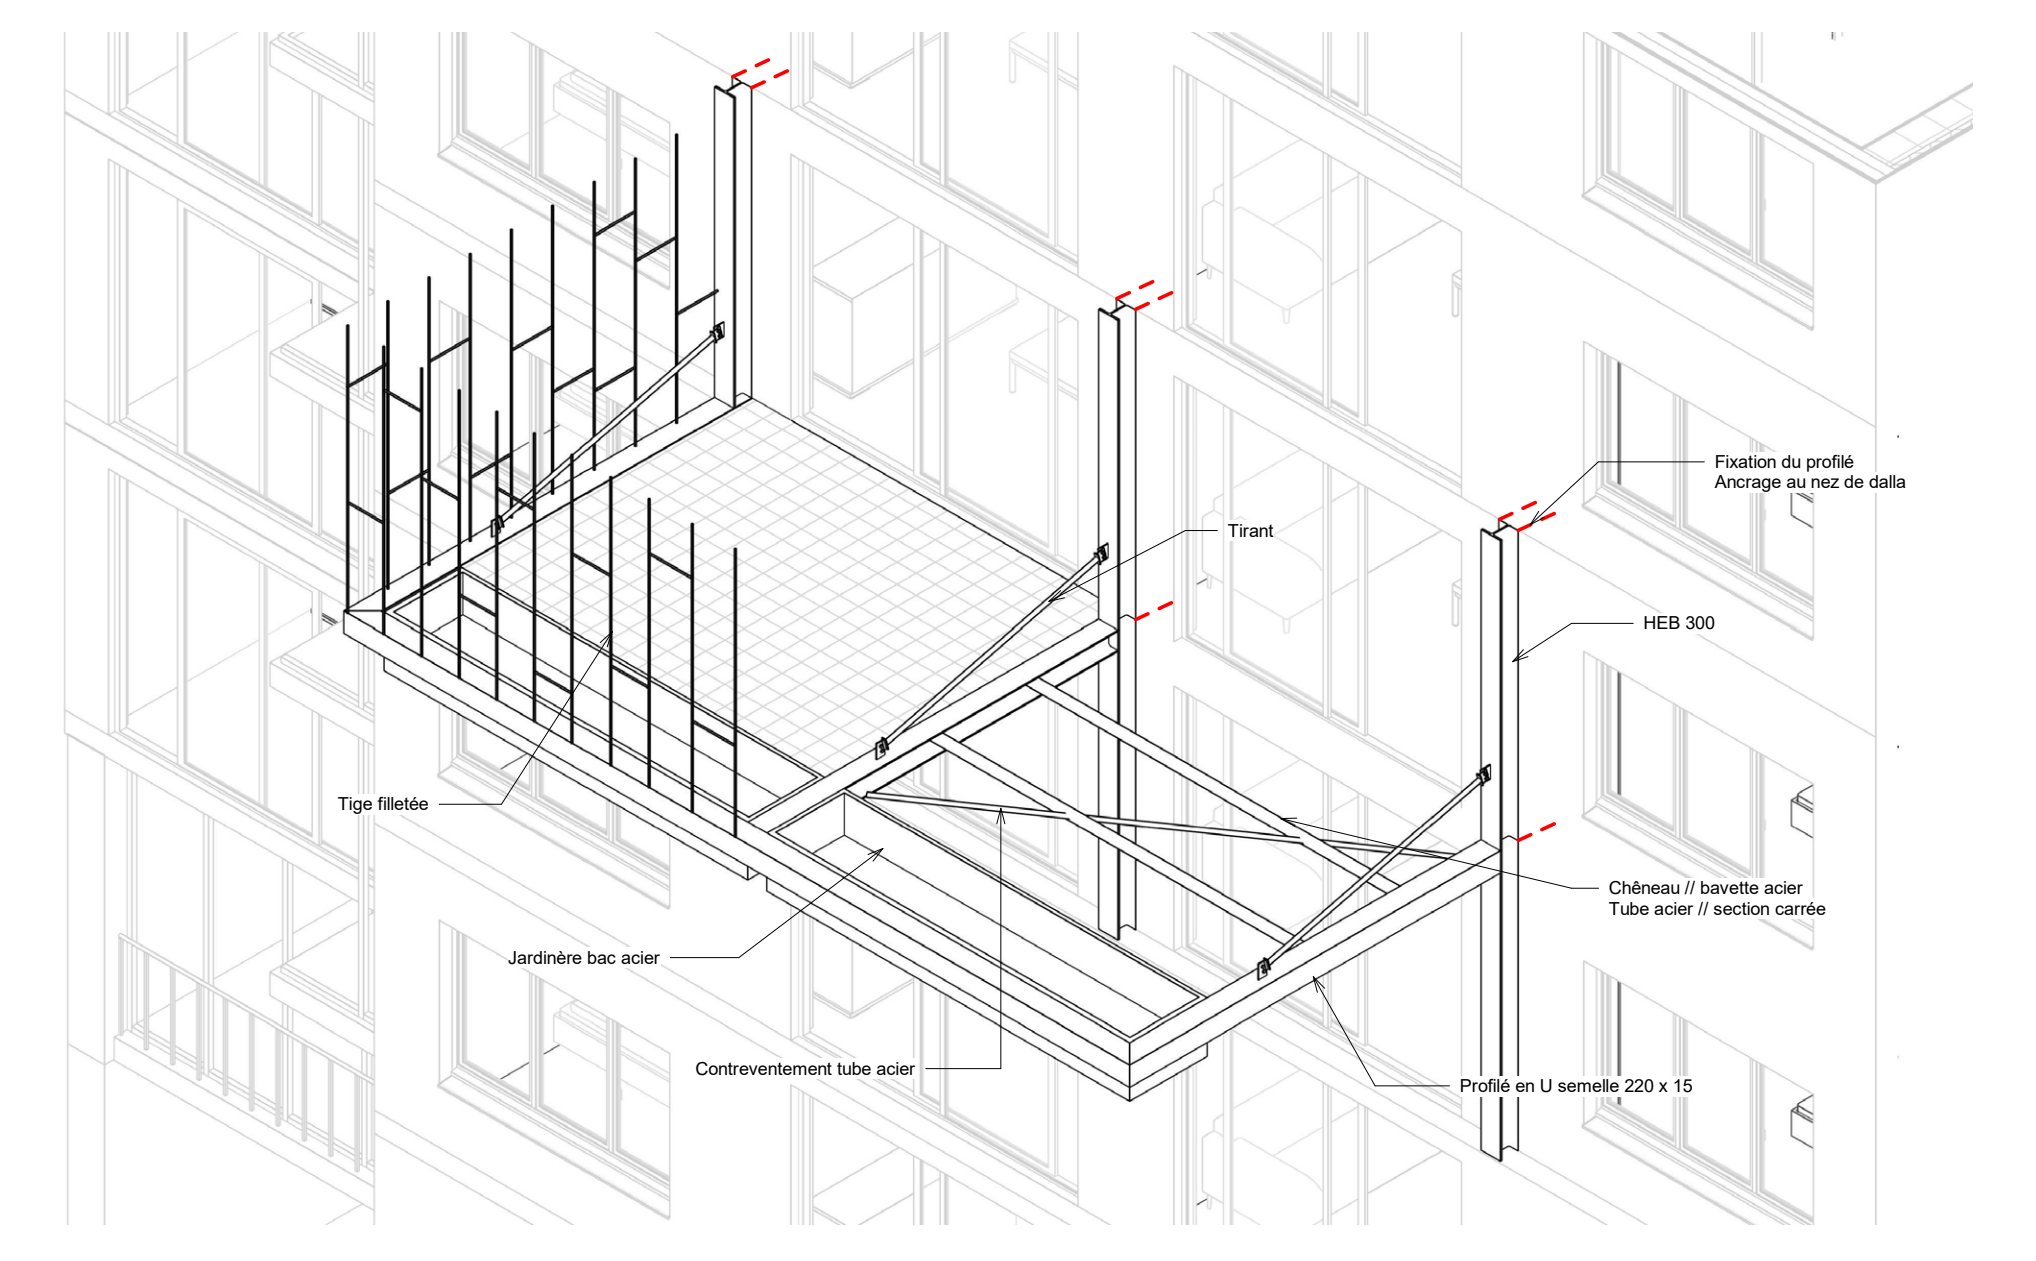 Fixation du profilé
Ancrage au nez de dalla
Tirant
HEB 300
Tige filletée
Chêneau // bavette acier
Tube acier // section carrée
Jardinère bac acier
Contreventement tube acier
Profilé en U semelle 220 x 15